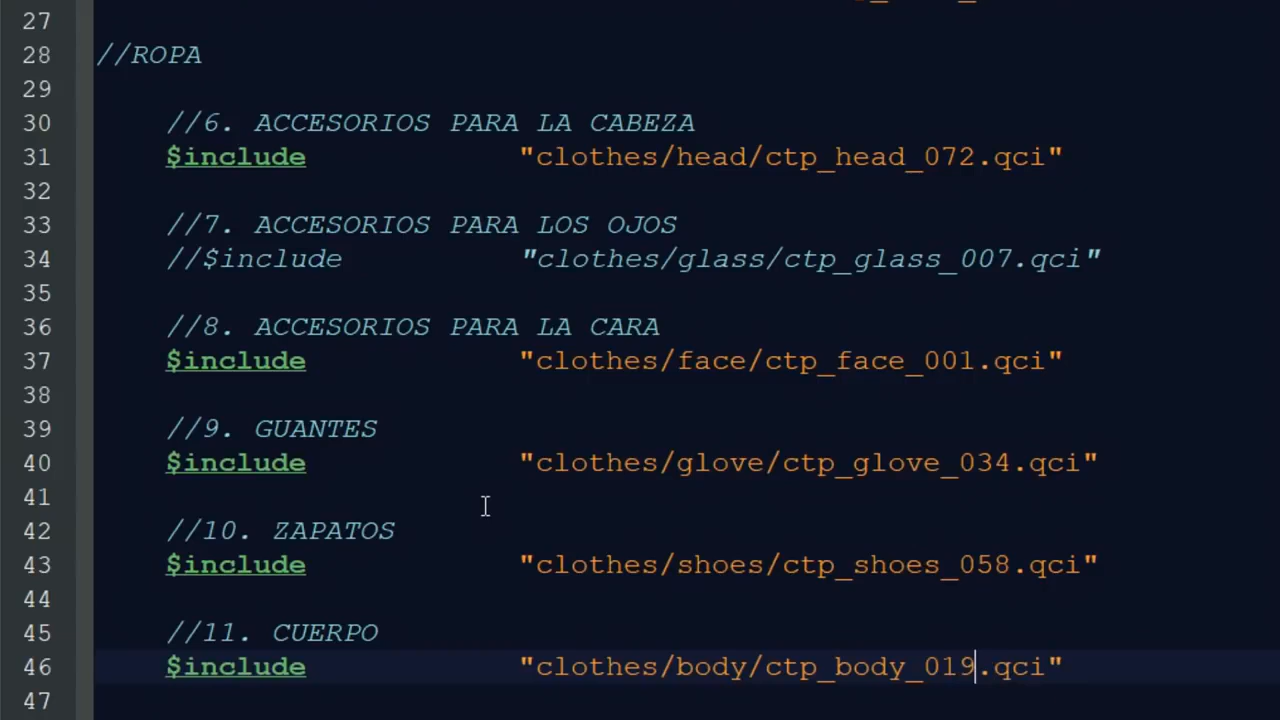 27
28 //ROPA
29
30 //6. ACCESORIOS PARA LA CABEZA
31 $include "clothes/head/ctp_head_072.qci"
32
33 //7. ACCESORIOS PARA LOS OJOS
34 //$include "clothes/glass/ctp_glass_007.qci"
35
36 //8. ACCESORIOS PARA LA CARA
37 $include "clothes/face/ctp_face_001.qci"
38
39 //9. GUANTES
40 $include "clothes/glove/ctp_glove_034.qci"
41
42 //10. ZAPATOS
43 $include "clothes/shoes/ctp_shoes_058.qci"
44
45 //11. CUERPO
46 $include "clothes/body/ctp_body_019.qci"
47